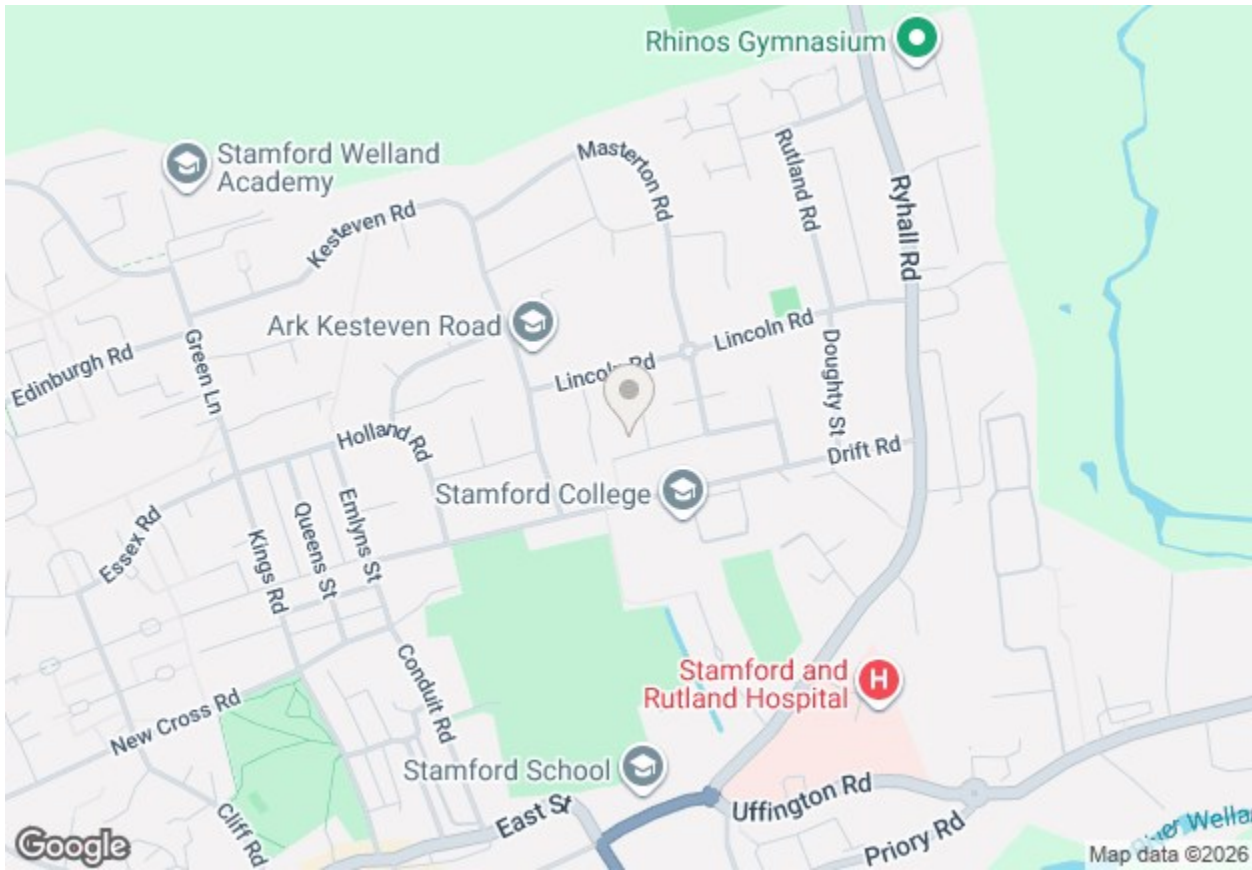 Rhinos Gymnasium
Stamford Welland
Academy
Masterton Rd
Rutland Rd
Ryhall Rd
Kesteven Rd
Ark Kesteven Road
Lincoln Rd
Green Ln
Edinburgh Rd
Lincoln Rd
Doughty St
Holland Rd
Drift Rd
Stamford College
Emlyns St
Queens St
Essex Rd
Kings Rd
Conduit Rd
Stamford and
Rutland Hospital
New Cross Rd
Stamford School
Uffington Rd
East St
Cliff Rd
Priory Rd
Google
Map data ©2026